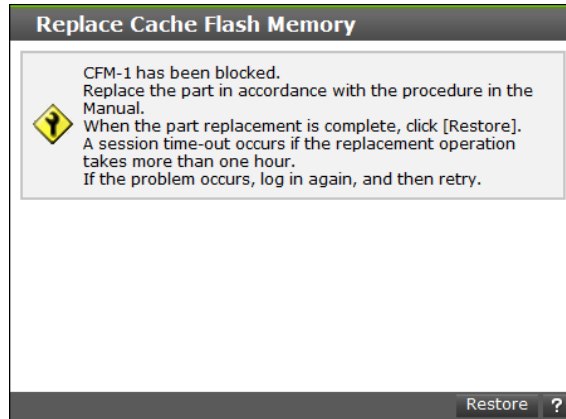 Replace Cache Flash Memory
CFM-1 has been blocked.
Replace the part in accordance with the procedure in the
Manual.
When the part replacement is complete, click [Restore].
A session time-out occurs if the replacement operation
takes more than one hour.
If the problem occurs, log in again, and then retry.
Restore ?